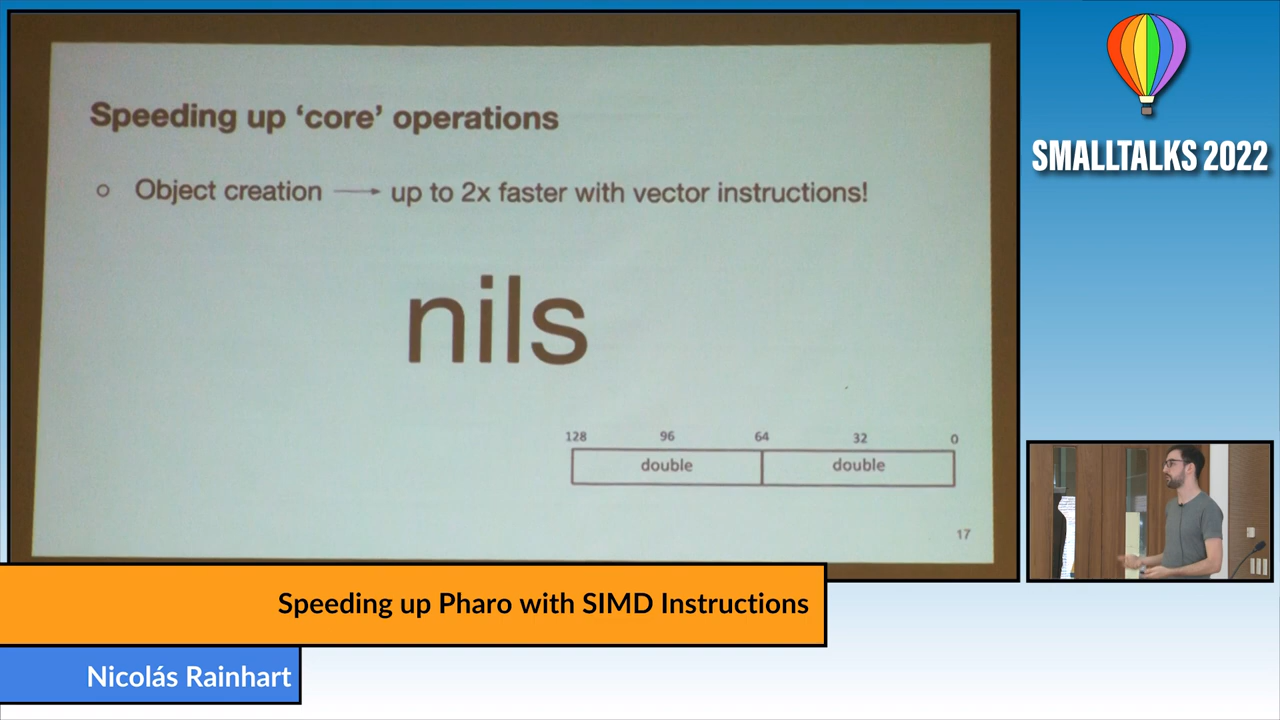 Speeding up ‘core’ operations
○ Object creation → up to 2x faster with vector instructions!
nils
128 96 64 32 0
double double
17
SMALLTALKS 2022
Speeding up Pharo with SIMD Instructions
Nicolás Rainhart